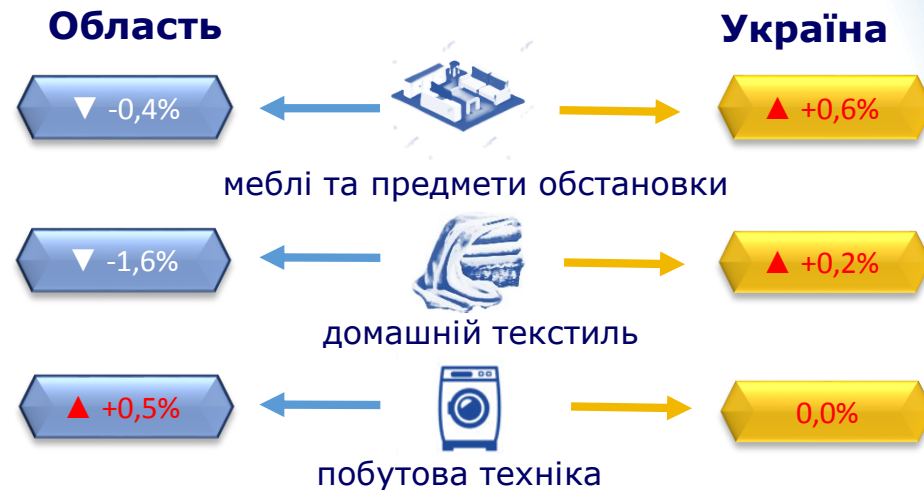 Область
Україна
▼ -0,4%
▲ +0,6%
меблі та предмети обстановки
▼ -1,6%
▲ +0,2%
домашній текстиль
▲ +0,5%
0,0%
побутова техніка